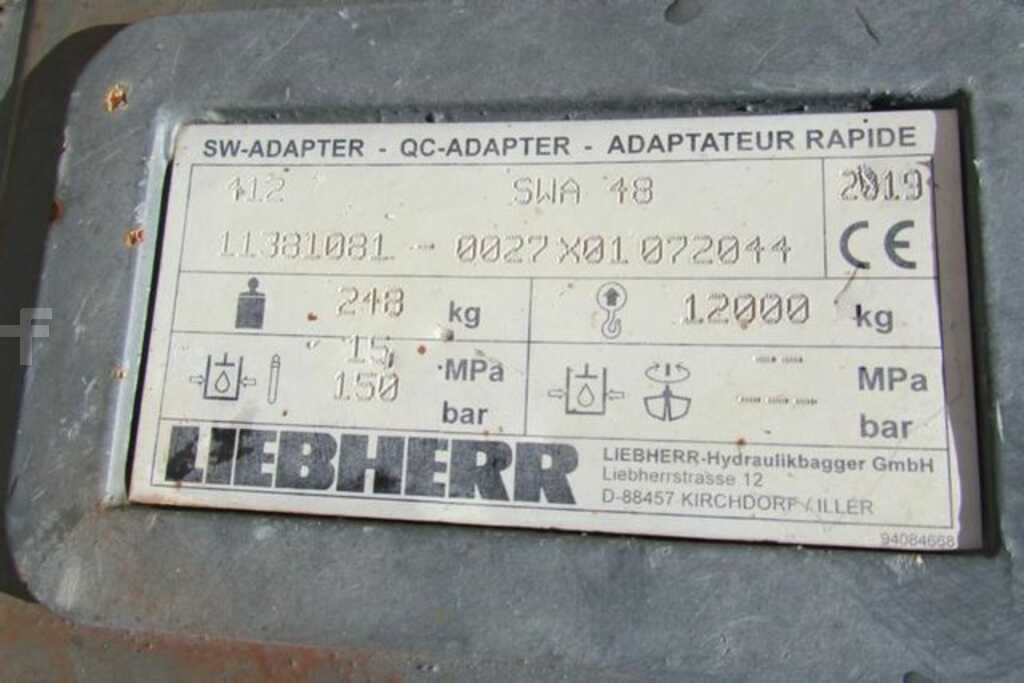 SW-ADAPTER - QC-ADAPTER - ADAPTATEUR RAPIDE
412 SWA 48 2019
11381081 - 0027 X01 072044 CE
248 kg 12000 kg
15, MPa -- --- MPa
150 bar --- --- bar
LIEBHERR
LIEBHERR-Hydraulikbagger GmbH
Liebherrstrasse 12
D-88457 KIRCHDORF / ILLER
94084668
F